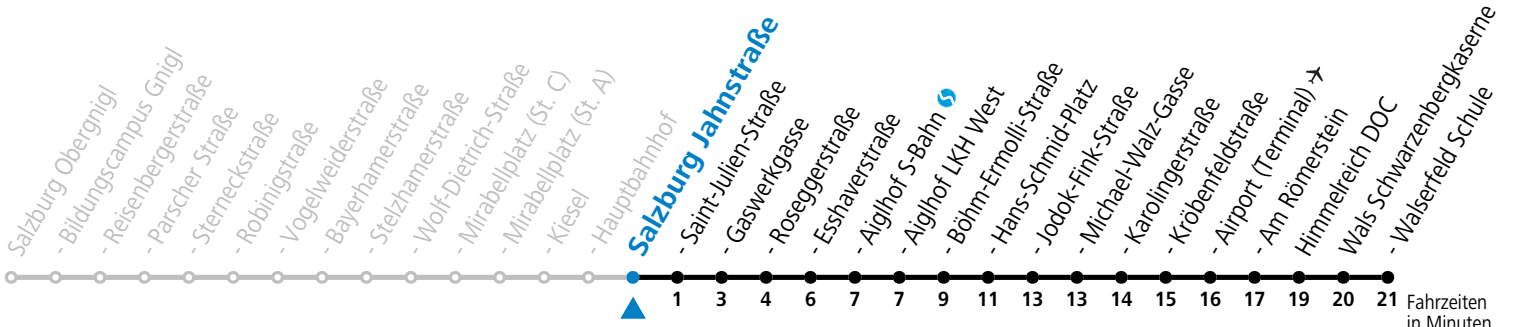 Salzburg Obergnigl
- Bildungscampus Gnigl
- Reisenbergerstraße
- Parscher Straße
- Sterneckstraße
- Robinigstraße
- Vogelweiderstraße
- Bayerhamerstraße
- Stelzhamerstraße
- Wolf-Dietrich-Straße
- Mirabellplatz (St. C)
- Mirabellplatz (St. A)
- Kiesel
- Hauptbahnhof
Salzburg Jahnstraße
- Saint-Julien-Straße
- Gaswerkgasse
- Roseggerstraße
- Esshaverstraße
- Aiglhof S-Bahn
- Aiglhof LKH West
- Böhm-Ermolli-Straße
- Hans-Schmid-Platz
- Jodok-Fink-Straße
- Michael-Walz-Gasse
- Karolingerstraße
- Kröbenfeldstraße
- Airport (Terminal)
- Am Römerstein
Himmelreich DOC
Wals Schwarzenbergkaserne
- Walserfeld Schule
1 3 4 6 7 7 9 11 13 13 14 15 16 17 19 20 21
Fahrzeiten
in Minuten